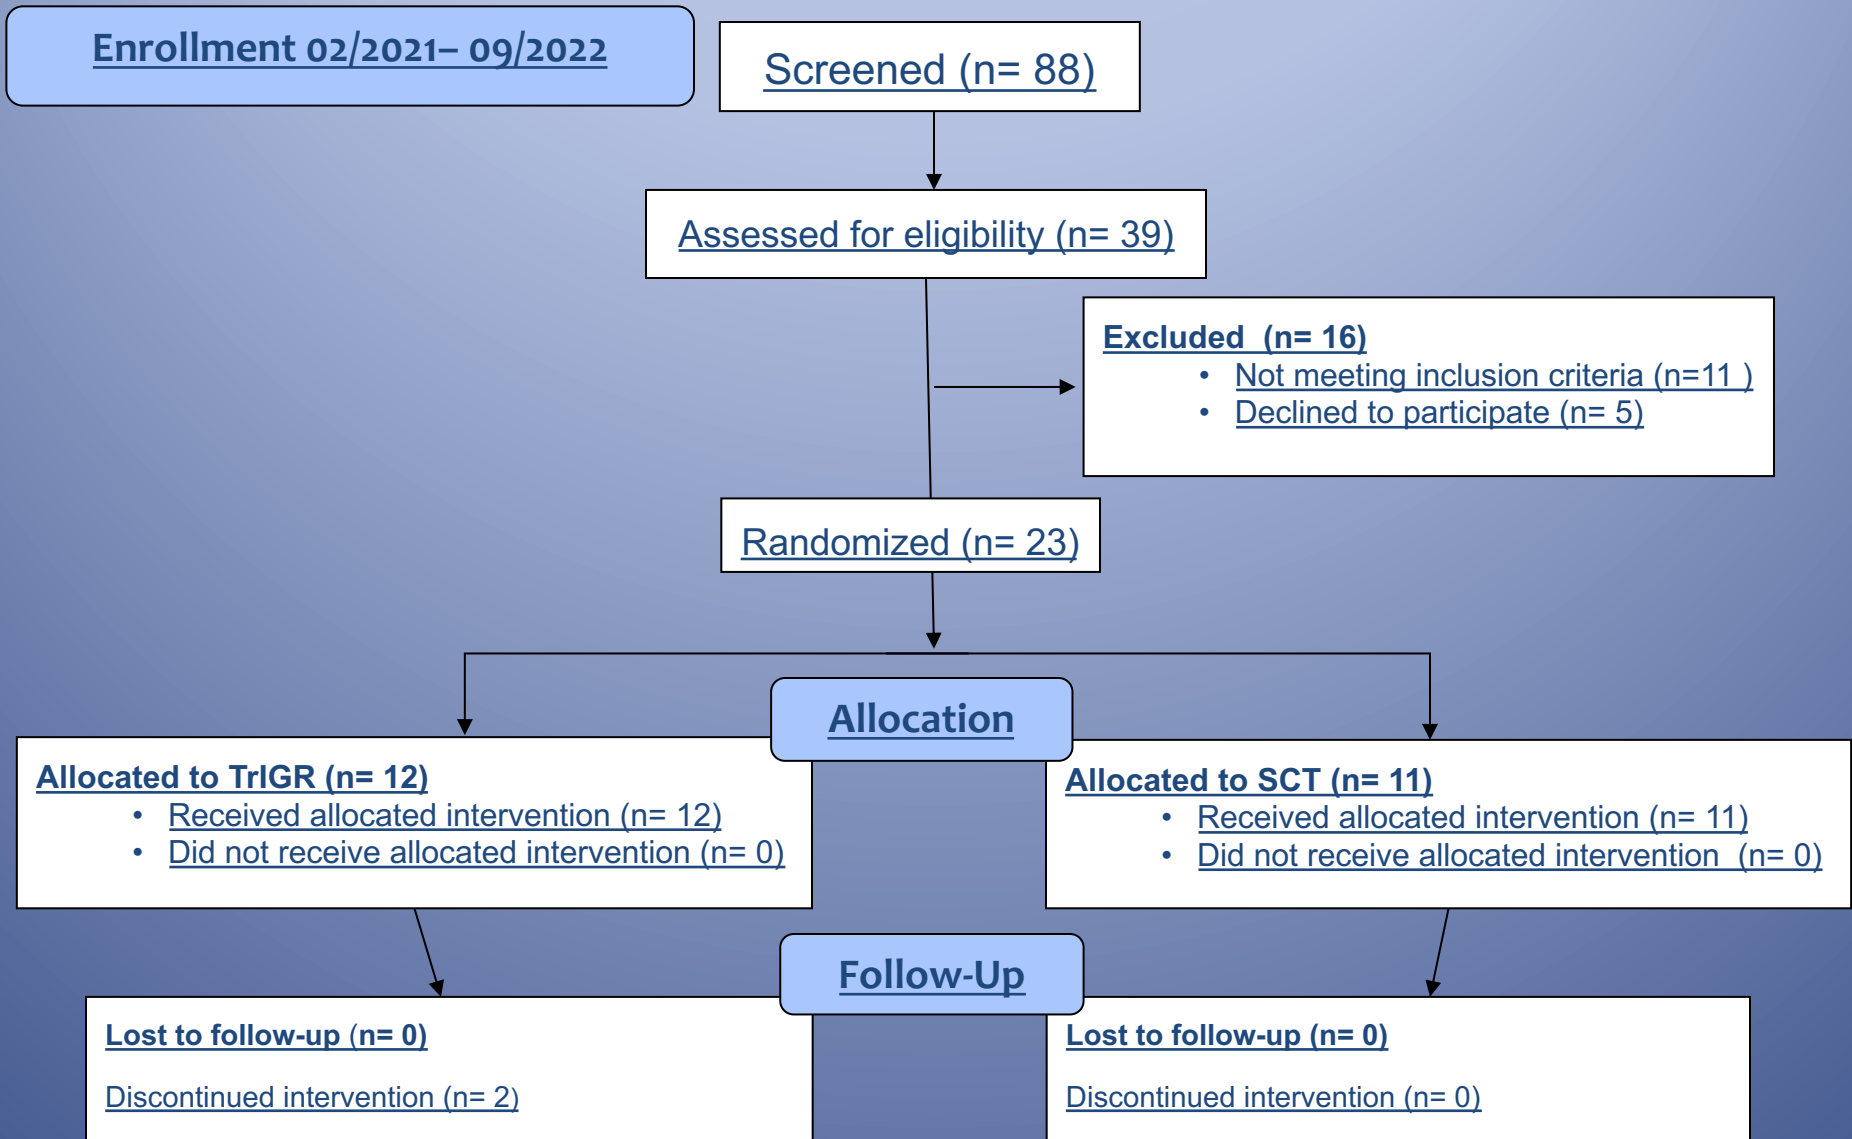 Enrollment 02/2021– 09/2022
Screened (n= 88)
Assessed for eligibility (n= 39)
Excluded  (n= 16)
• Not meeting inclusion criteria (n=11 )
• Declined to participate (n= 5)
Randomized (n= 23)
Allocation
Allocated to TrIGR (n= 12)
• Received allocated intervention (n= 12)
• Did not receive allocated intervention (n= 0)
Allocated to SCT (n= 11)
• Received allocated intervention (n= 11)
• Did not receive allocated intervention  (n= 0)
Follow-Up
Lost to follow-up (n= 0)
Discontinued intervention (n= 2)
Lost to follow-up (n= 0)
Discontinued intervention (n= 0)